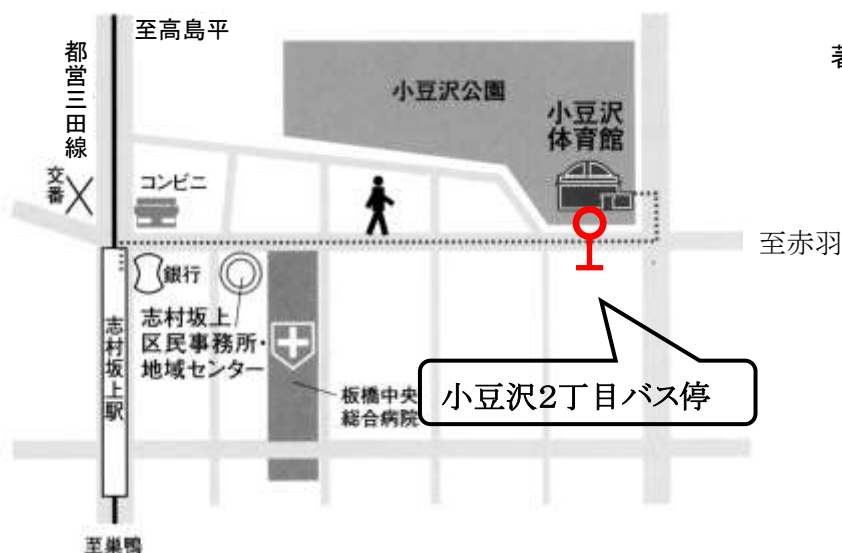 至高島平
都営三田線
交番
コンビニ
小豆沢公園
小豆沢
体育館
著
至赤羽
銀行
志村坂上
区民事務所・
地域センター
志村坂上駅
板橋中央
総合病院
小豆沢2丁目バス停
至巣鴨